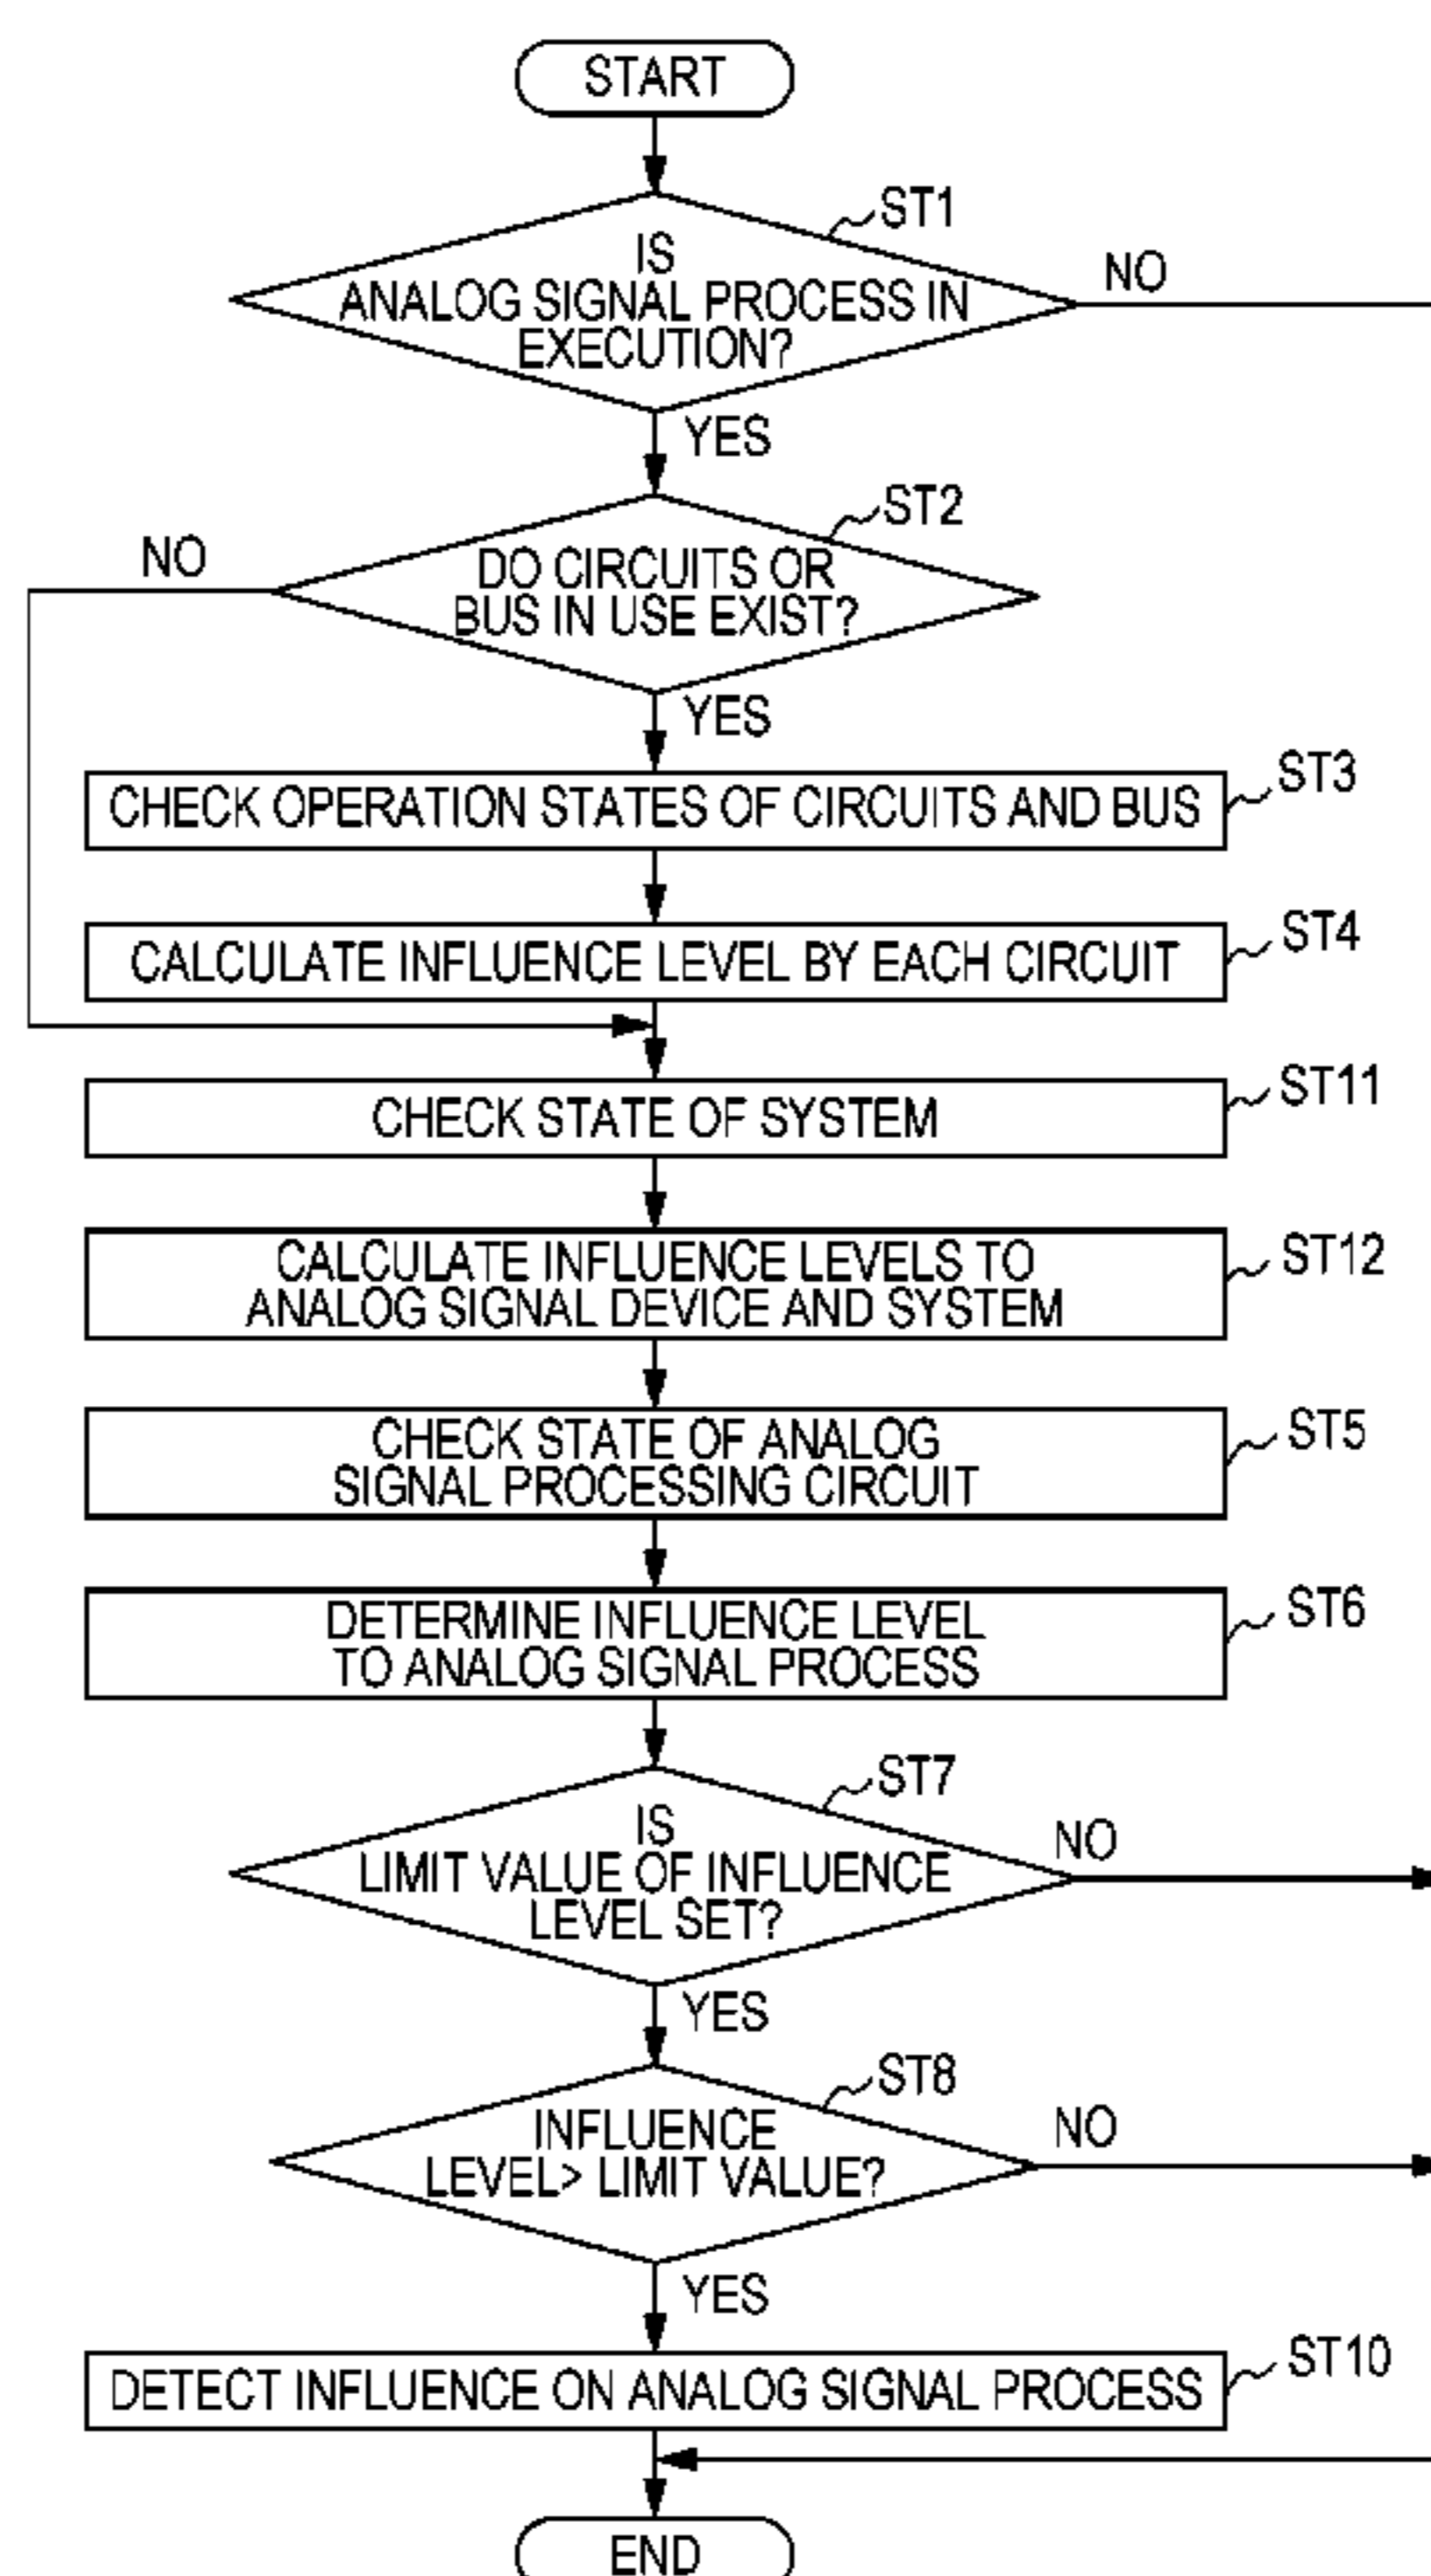 START
ST1
IS
ANALOG SIGNAL PROCESS IN
EXECUTION?
NO
YES
ST2
NO
DO CIRCUITS OR
BUS IN USE EXIST?
YES
CHECK OPERATION STATES OF CIRCUITS AND BUS
ST3
CALCULATE INFLUENCE LEVEL BY EACH CIRCUIT
ST4
CHECK STATE OF SYSTEM
ST11
CALCULATE INFLUENCE LEVELS TO
ANALOG SIGNAL DEVICE AND SYSTEM
ST12
CHECK STATE OF ANALOG
SIGNAL PROCESSING CIRCUIT
ST5
DETERMINE INFLUENCE LEVEL
TO ANALOG SIGNAL PROCESS
ST6
ST7
IS
LIMIT VALUE OF INFLUENCE
LEVEL SET?
NO
YES
ST8
INFLUENCE
LEVEL> LIMIT VALUE?
NO
YES
DETECT INFLUENCE ON ANALOG SIGNAL PROCESS
ST10
END